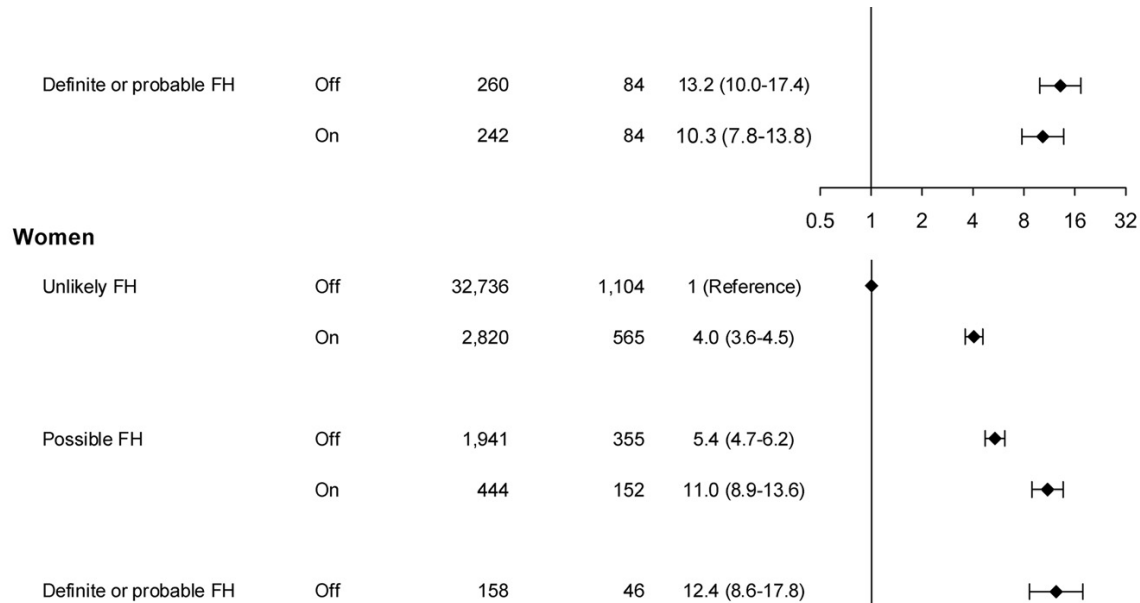 Definite or probable FH Off 260 84 13.2 (10.0-17.4)
On 242 84 10.3 (7.8-13.8)
0.5 1 2 4 8 16 32
Women
Unlikely FH Off 32,736 1,104 1 (Reference)
On 2,820 565 4.0 (3.6-4.5)
Possible FH Off 1,941 355 5.4 (4.7-6.2)
On 444 152 11.0 (8.9-13.6)
Definite or probable FH Off 158 46 12.4 (8.6-17.8)